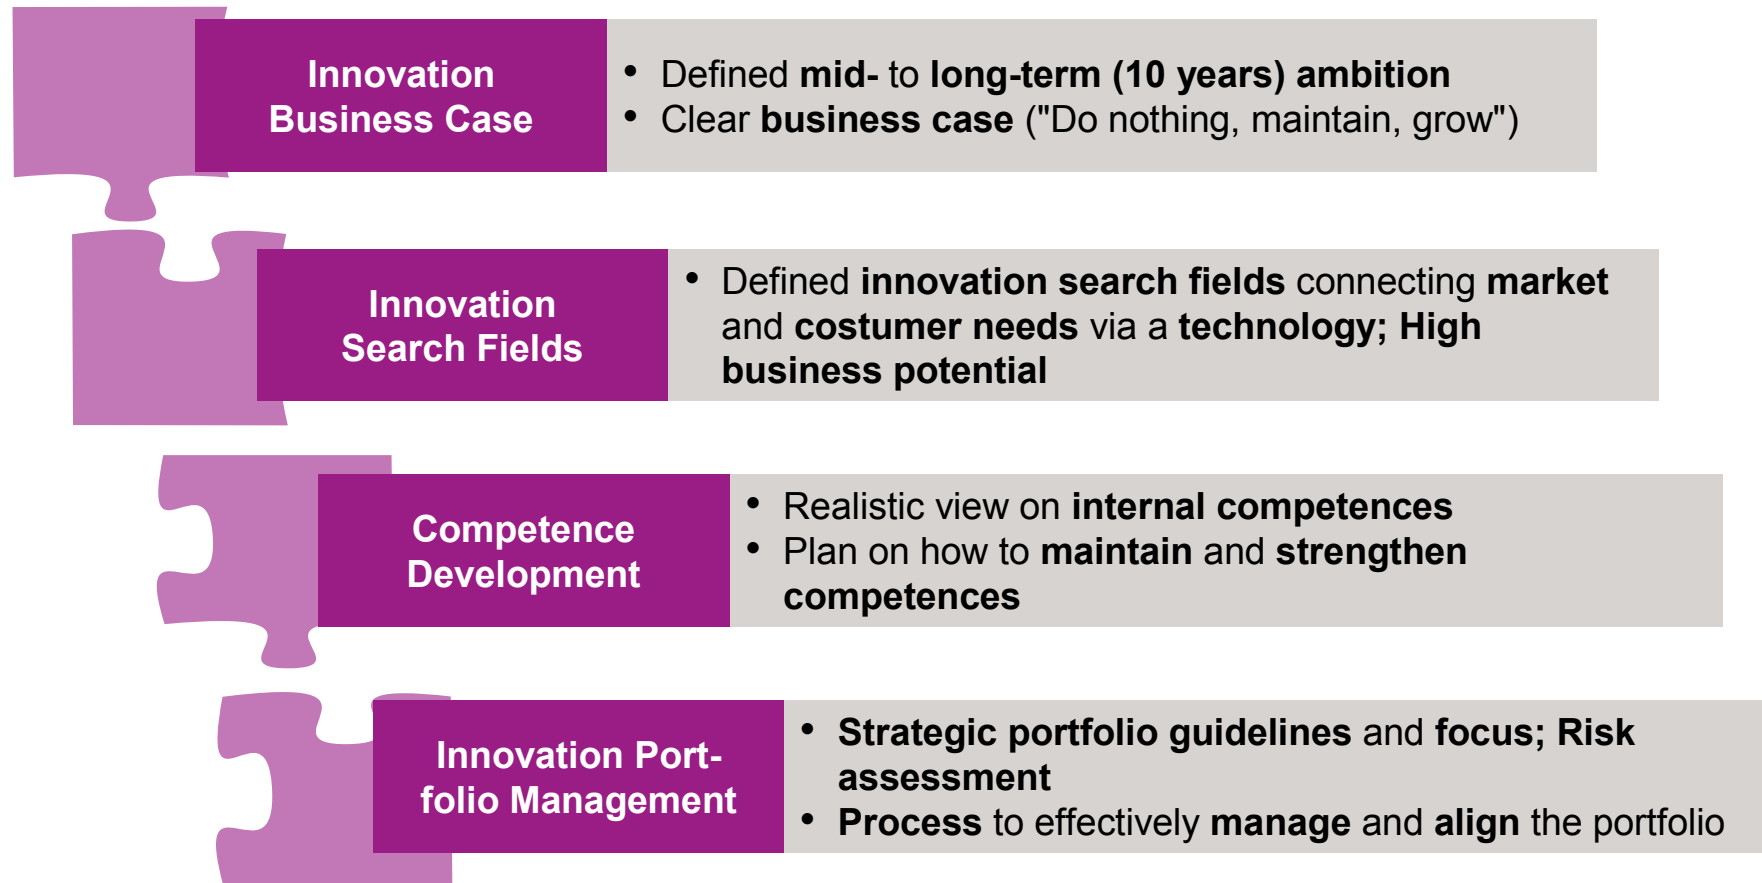 Innovation
Business Case
• Defined mid- to long-term (10 years) ambition
• Clear business case ("Do nothing, maintain, grow")
Innovation
Search Fields
• Defined innovation search fields connecting market
and costumer needs via a technology; High
business potential
Competence
Development
• Realistic view on internal competences
• Plan on how to maintain and strengthen
competences
Innovation Port-
folio Management
• Strategic portfolio guidelines and focus; Risk
assessment
• Process to effectively manage and align the portfolio